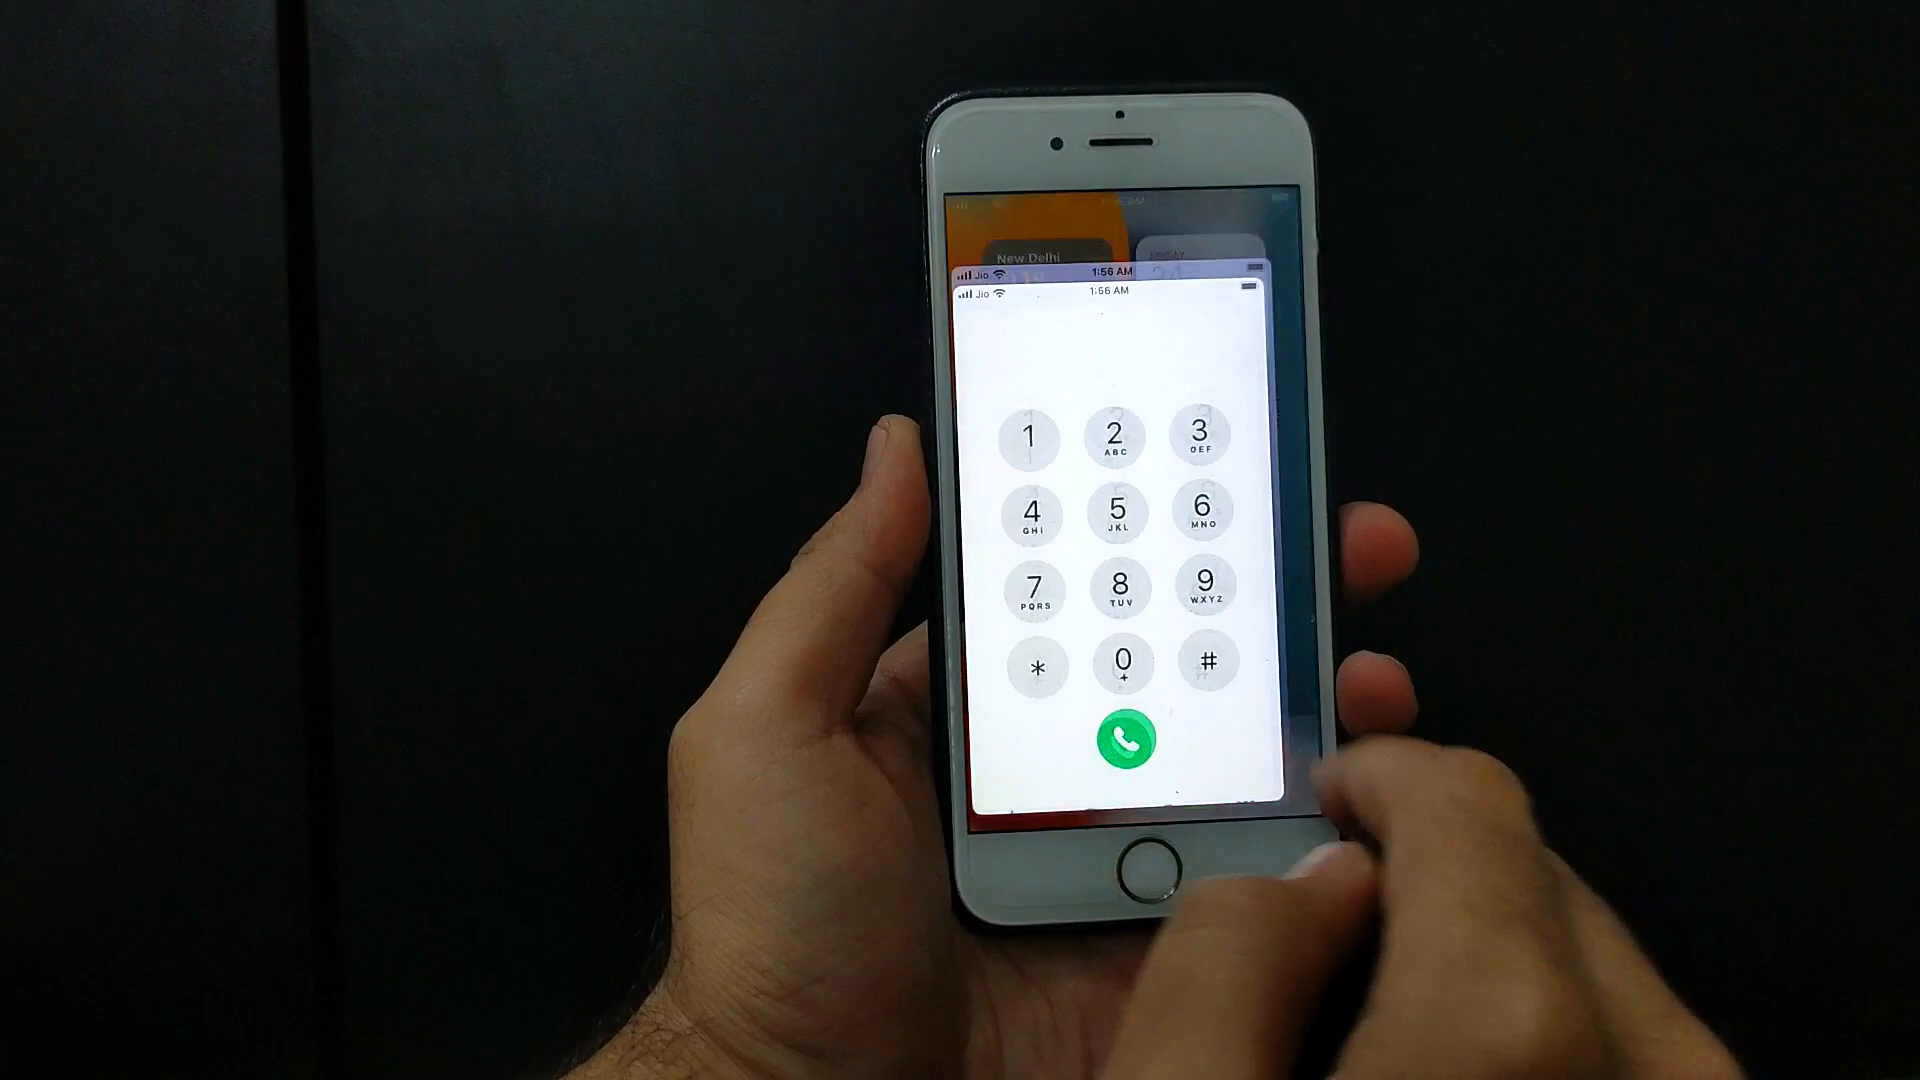 New Delhi
Jio 1:56 AM
Jio 1:56 AM
1 2 3
ABC DEF
4 5 6
GHI JKL MNO
7 8 9
PQRS TUV WXYZ
* 0 #
+